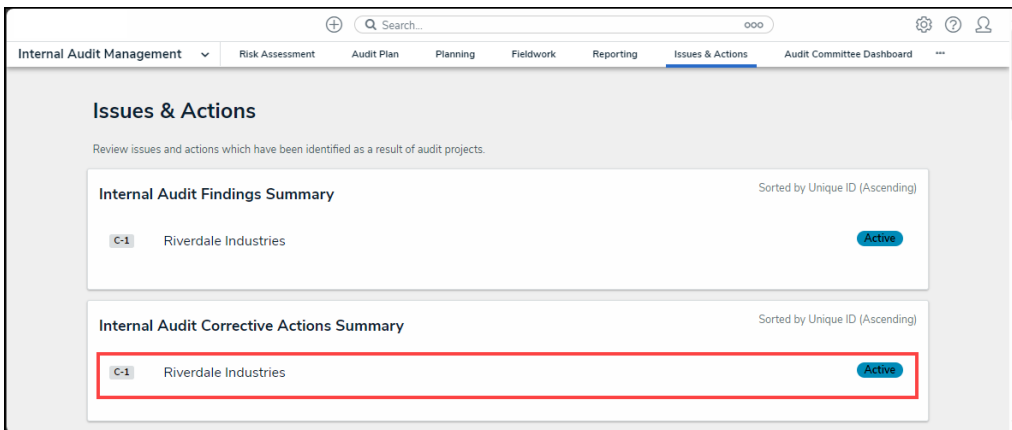 Search...
Internal Audit Management Risk Assessment Audit Plan Planning Fieldwork Reporting Issues & Actions Audit Committee Dashboard
Issues & Actions
Review issues and actions which have been identified as a result of audit projects.
Internal Audit Findings Summary Sorted by Unique ID (Ascending)
C-1 Riverdale Industries Active
Internal Audit Corrective Actions Summary Sorted by Unique ID (Ascending)
C-1 Riverdale Industries Active